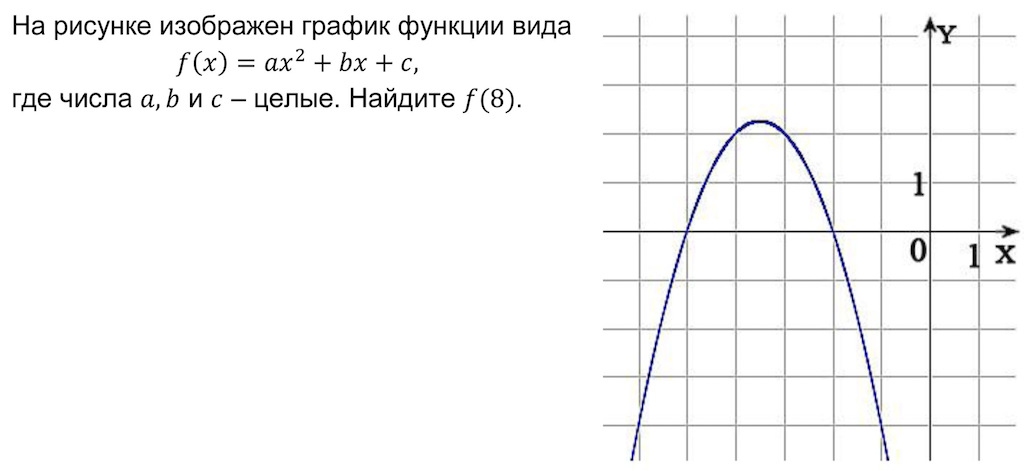 На рисунке изображен график функции вида
f(x) = ax² + bx + c,
где числа a, b и c – целые. Найдите f(8).
Y
1
0
1
X